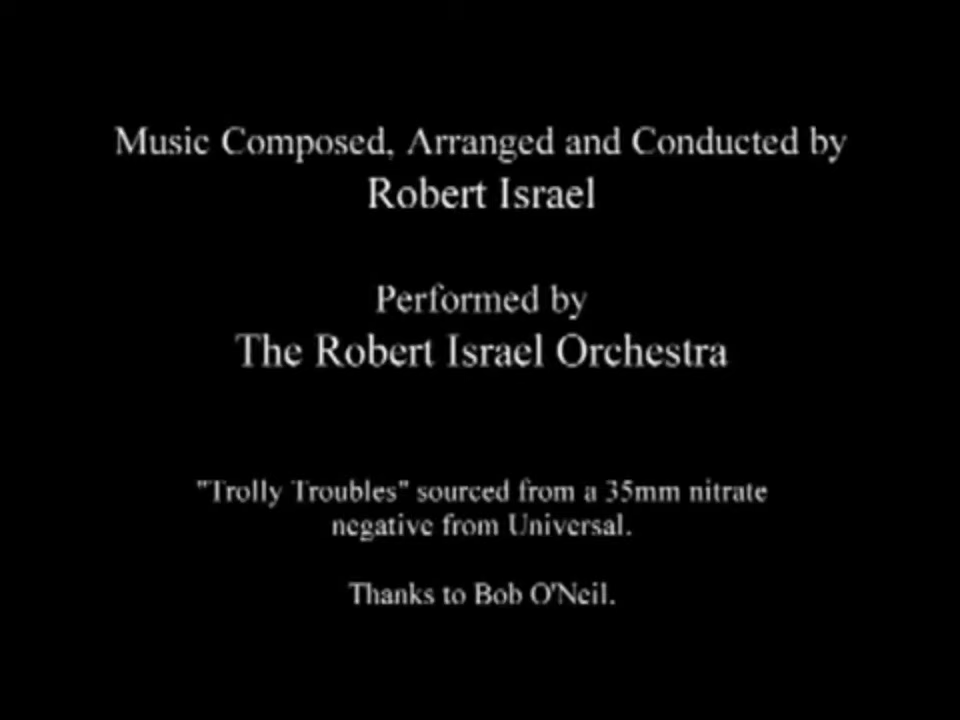 Music Composed, Arranged and Conducted by
Robert Israel
Performed by
The Robert Israel Orchestra
"Trolly Troubles" sourced from a 35mm nitrate
negative from Universal.
Thanks to Bob O'Neil.